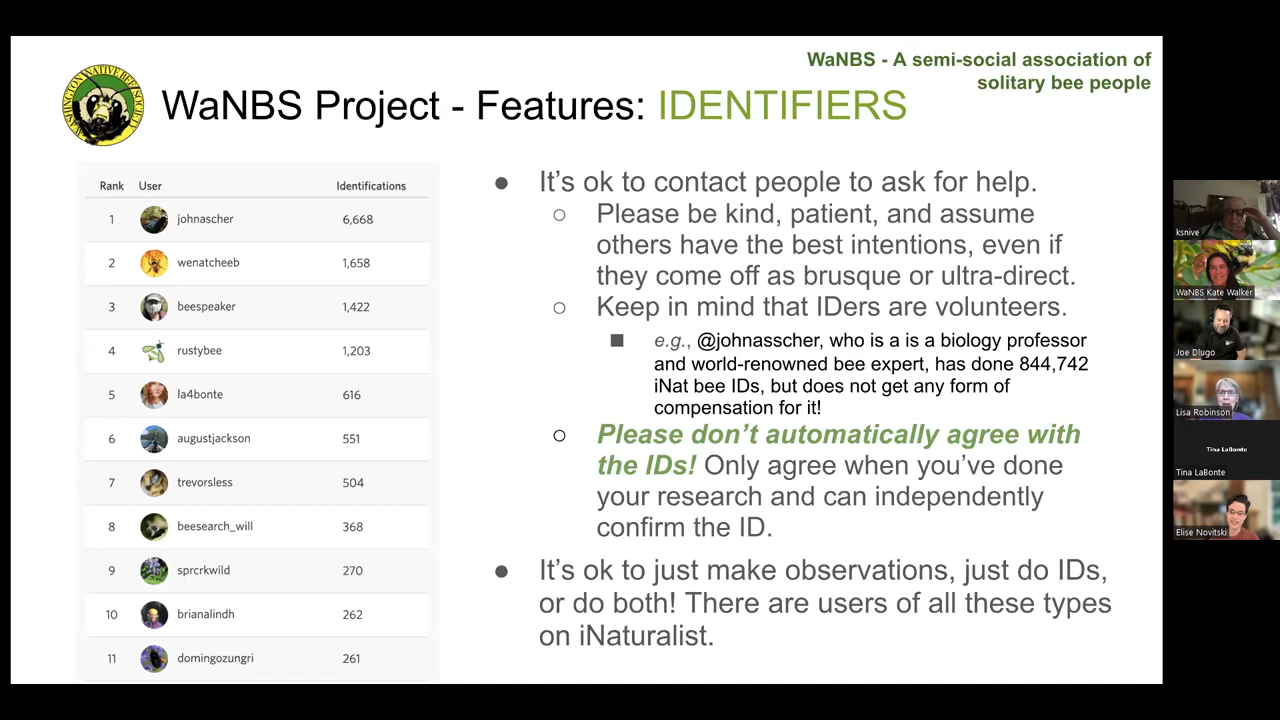 WaNBS - A semi-social association of
solitary bee people
WASHINGTON NATIVE BEE SOCIETY
WaNBS Project - Features: IDENTIFIERS
Rank User Identifications
1 johnascher 6,668
2 wenatcheeb 1,658
3 beespeaker 1,422
4 rustybee 1,203
5 la4bonte 616
6 augustjackson 551
7 trevorsless 504
8 beesearch_will 368
9 sprcrkwild 270
10 brianalindh 262
11 domingozungri 261
● It's ok to contact people to ask for help.
○ Please be kind, patient, and assume
others have the best intentions, even if
they come off as brusque or ultra-direct.
○ Keep in mind that IDers are volunteers.
■ e.g., @johnasscher, who is a is a biology professor
and world-renowned bee expert, has done 844,742
iNat bee IDs, but does not get any form of
compensation for it!
○ Please don't automatically agree with
the IDs! Only agree when you've done
your research and can independently
confirm the ID.
● It's ok to just make observations, just do IDs,
or do both! There are users of all these types
on iNaturalist.
ksnive
WaNBS Kate Walker
Joe Dlugo
Lisa Robinson
Tina LaBonte
Tina LaBonte
Elise Novitski